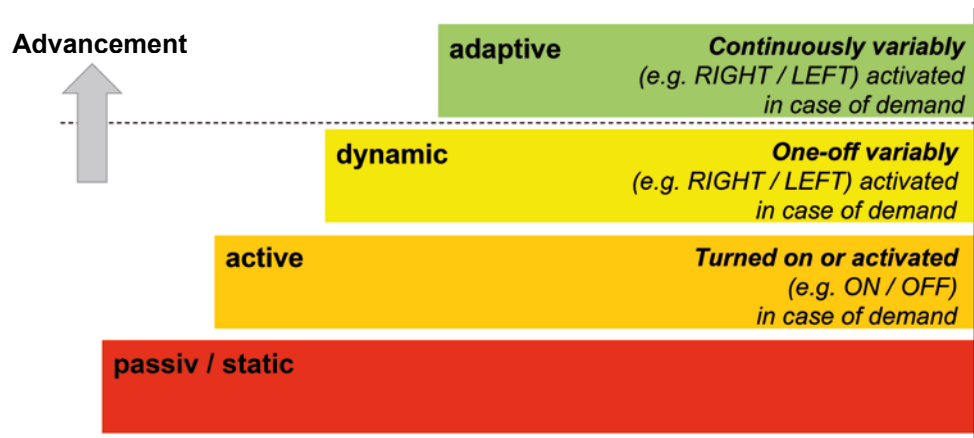 Advancement
adaptive
Continuously variably
(e.g. RIGHT / LEFT) activated
in case of demand
dynamic
One-off variably
(e.g. RIGHT / LEFT) activated
in case of demand
active
Turned on or activated
(e.g. ON / OFF)
in case of demand
passiv / static